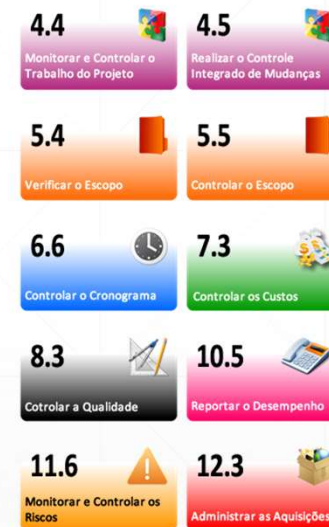 4.4
Monitorar e Controlar o
Trabalho do Projeto
4.5
Realizar o Controle
Integrado de Mudanças
5.4
Verificar o Escopo
5.5
Controlar o Escopo
6.6
Controlar o Cronograma
7.3
Controlar os Custos
8.3
Cotrolar a Qualidade
10.5
Reportar o Desempenho
11.6
Monitorar e Controlar os
Riscos
12.3
Administrar as Aquisições